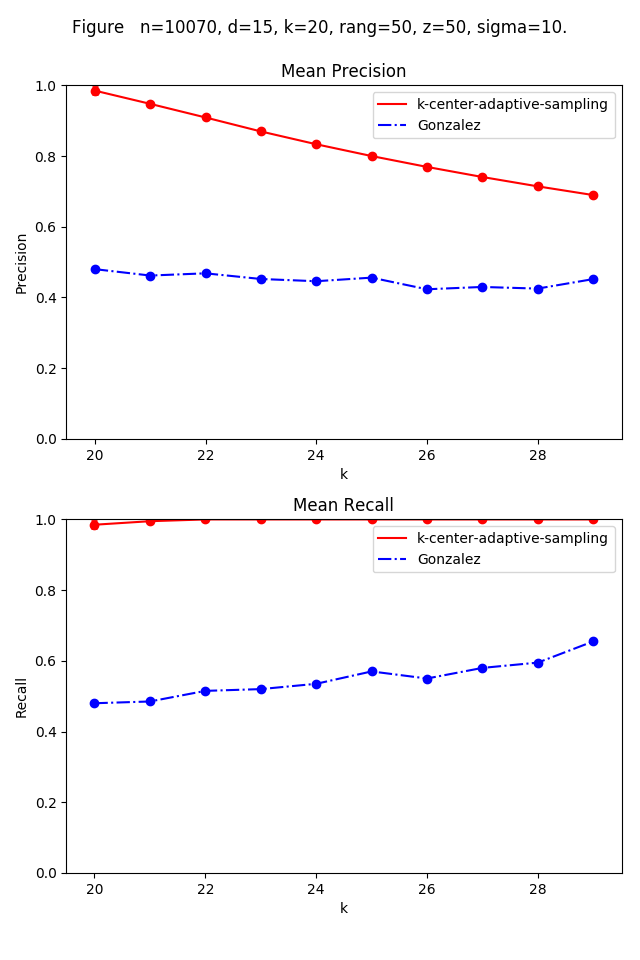 Figure   n=10070, d=15, k=20, rang=50, z=50, sigma=10.
Mean Precision
1.0
0.8
0.6
0.4
0.2
0.0
Precision
k-center-adaptive-sampling
Gonzalez
20 22 24 26 28
k
Mean Recall
1.0
0.8
0.6
0.4
0.2
0.0
Recall
k-center-adaptive-sampling
Gonzalez
20 22 24 26 28
k